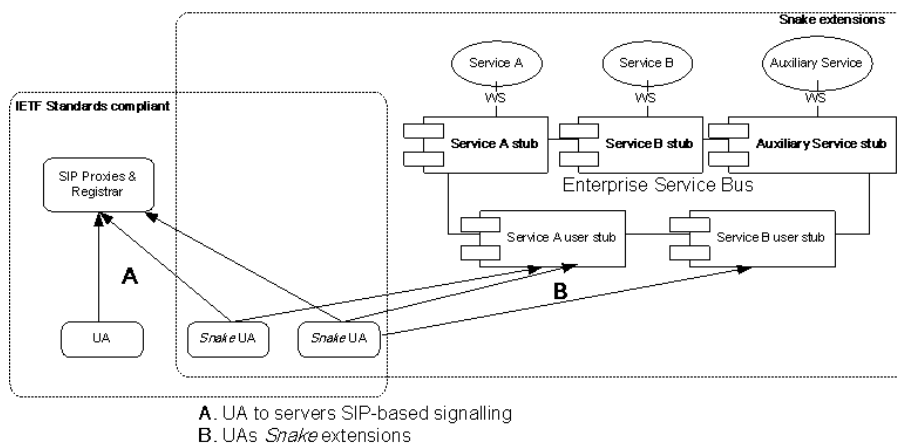 Snake extensions
Service A
Service B
Auxiliary Service
WS
WS
WS
IETF Standards compliant
Service A stub
Service B stub
Auxiliary Service stub
SIP Proxies &
Registrar
Enterprise Service Bus
Service A user stub
Service B user stub
A
B
UA
Snake UA
Snake UA
A. UA to servers SIP-based signalling
B. UAs Snake extensions